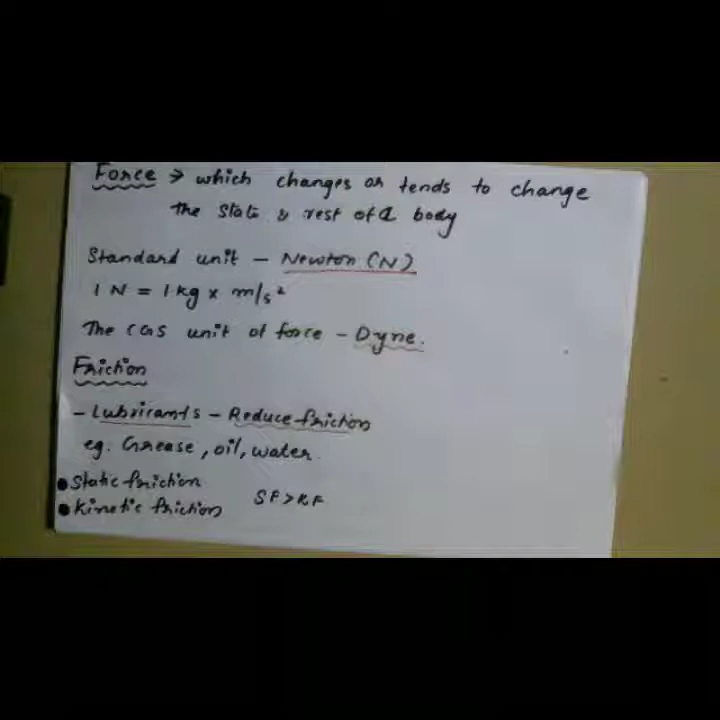 Force → which changes or tends to change
the state & rest of a body
Standard unit - Newton (N)
1 N = 1 kg x m/s²
The CGS unit of force - Dyne.
Friction
- Lubricants - Reduce friction
eg. Grease, oil, water.
• Static friction
• Kinetic friction SF > KF